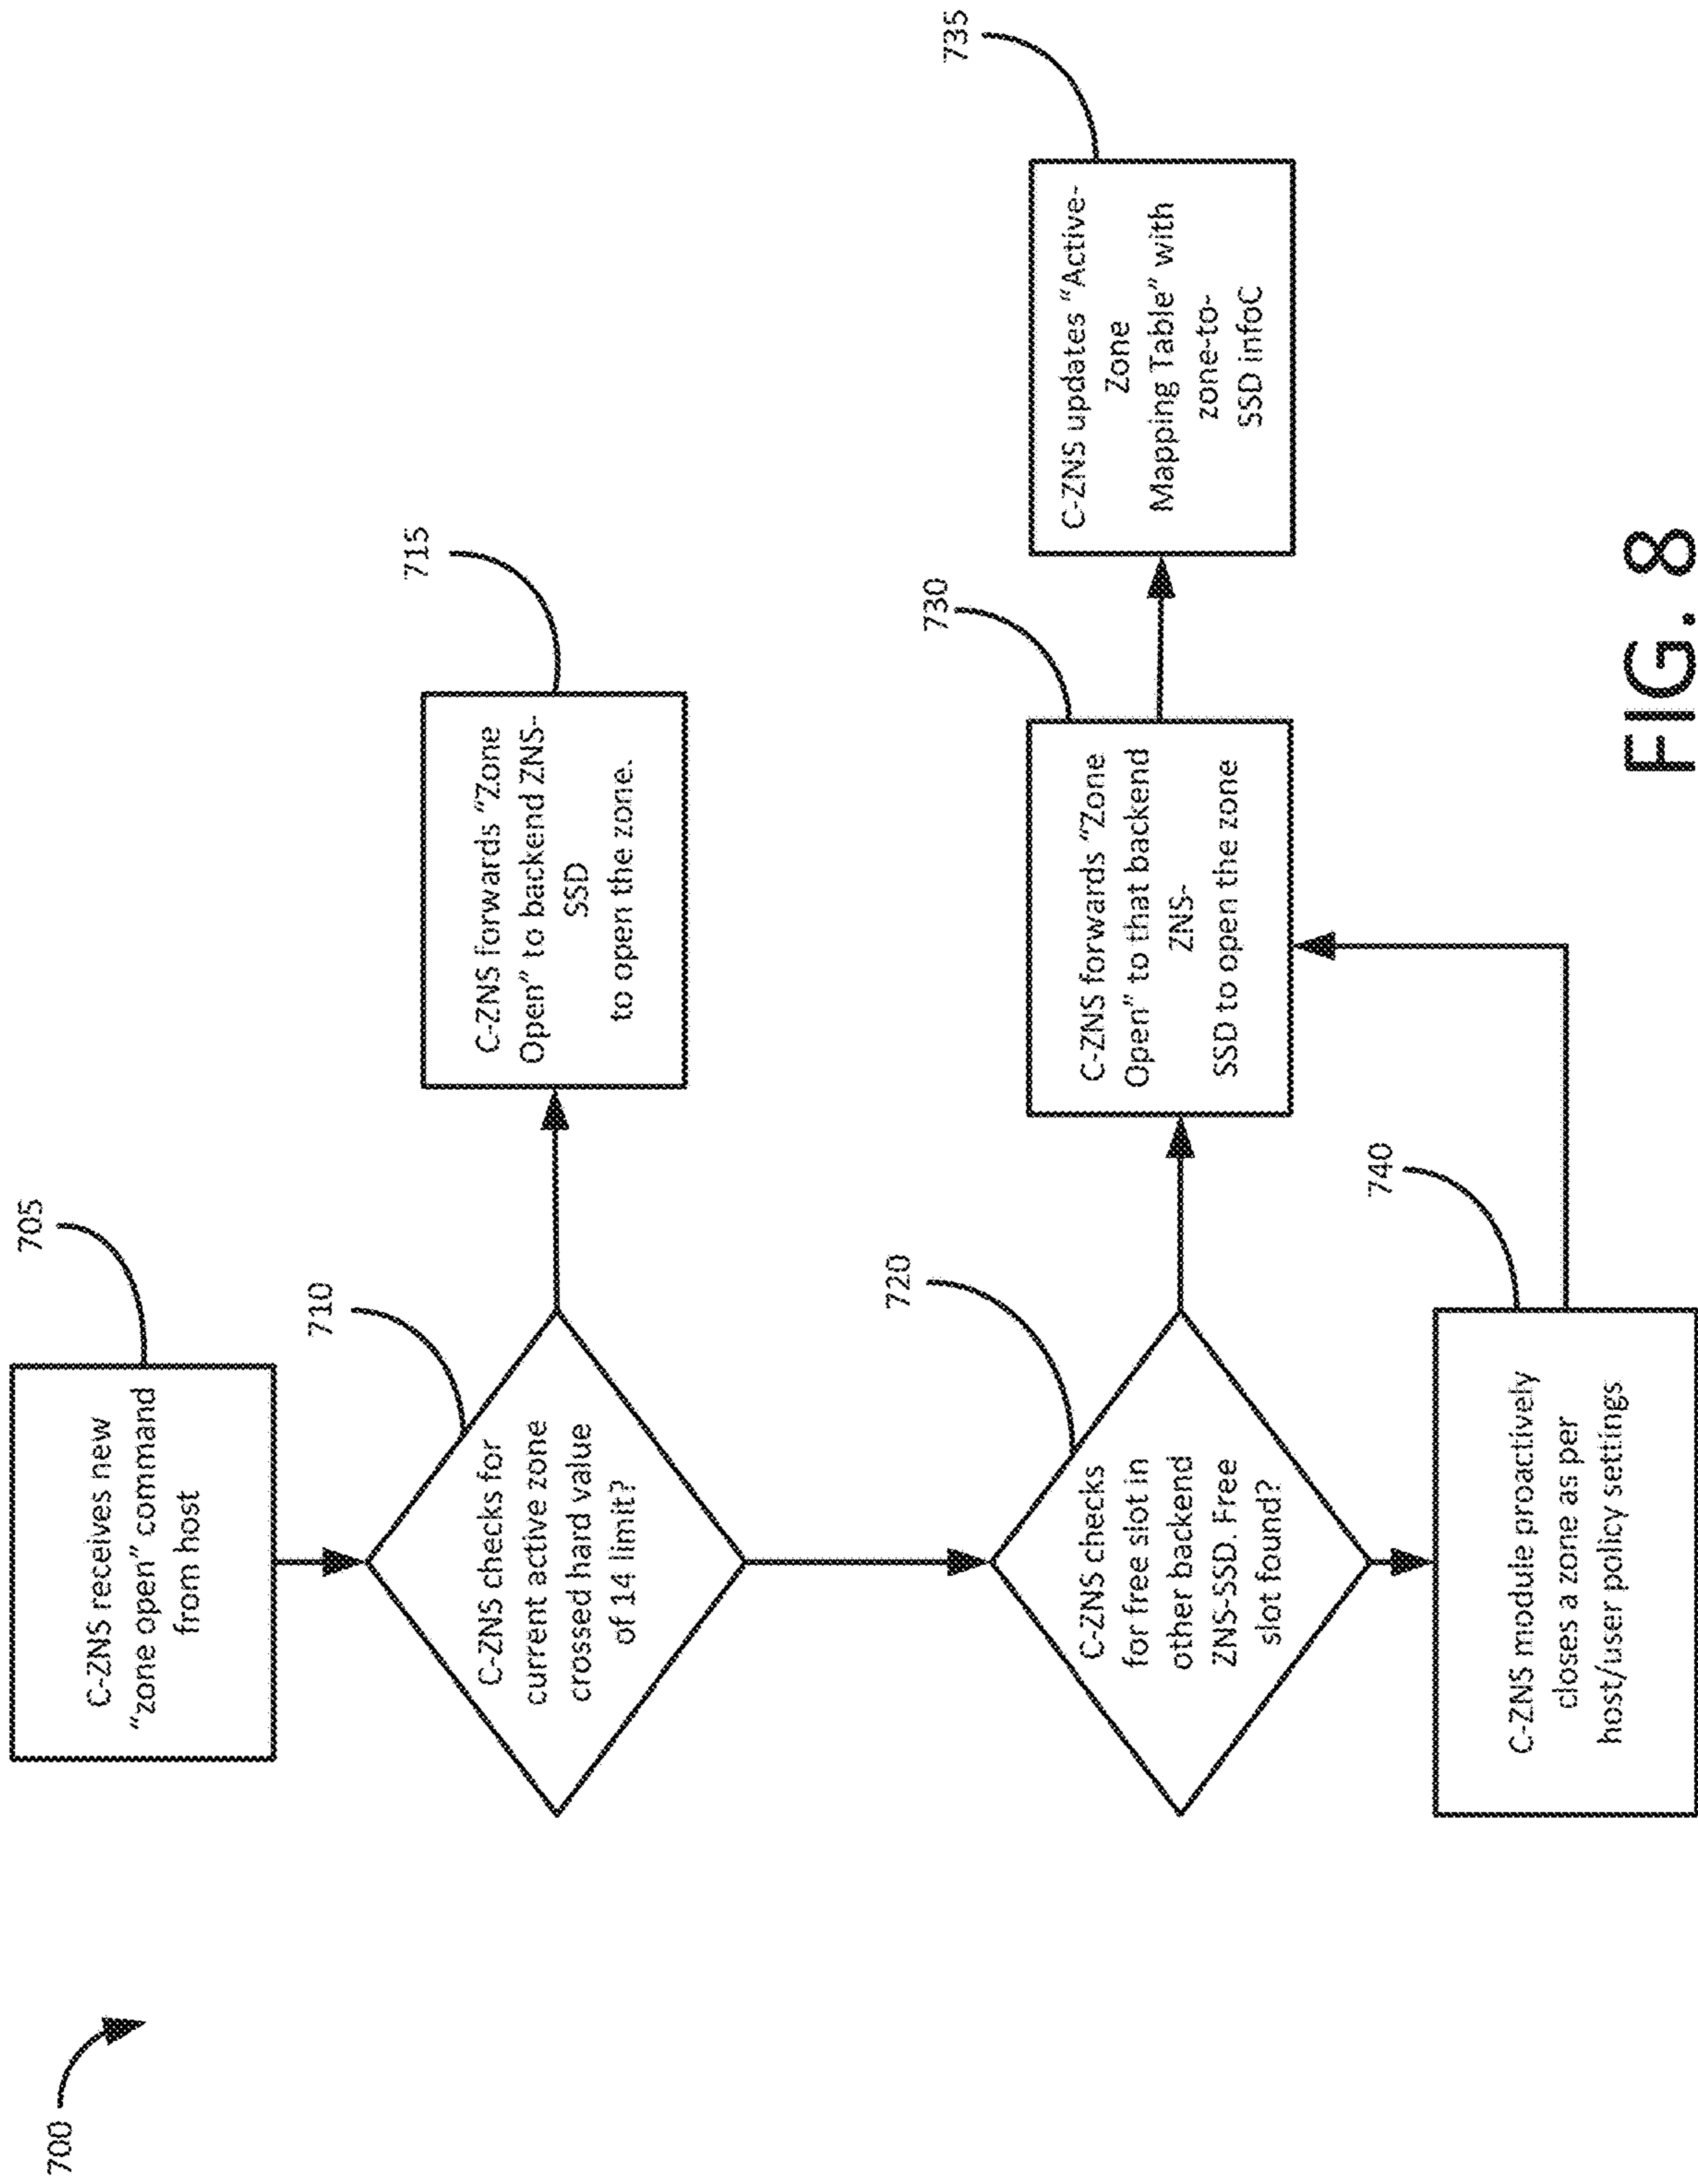 700
705
C-ZNS receives new
“zone open” command
from host
710
C-ZNS checks for
current active zone
crossed hard value
of 14 limit?
715
C-ZNS forwards “Zone
Open” to backend ZNS-
SSD
to open the zone.
720
C-ZNS checks
for free slot in
other backend
ZNS-SSD. Free
slot found?
730
C-ZNS forwards “Zone
Open” to that backend
ZNS-
SSD to open the zone
735
C-ZNS updates “Active-
Zone
Mapping Table” with
zone-to-
SSD infoC
740
C-ZNS module proactively
closes a zone as per
host/user policy settings
FIG. 8